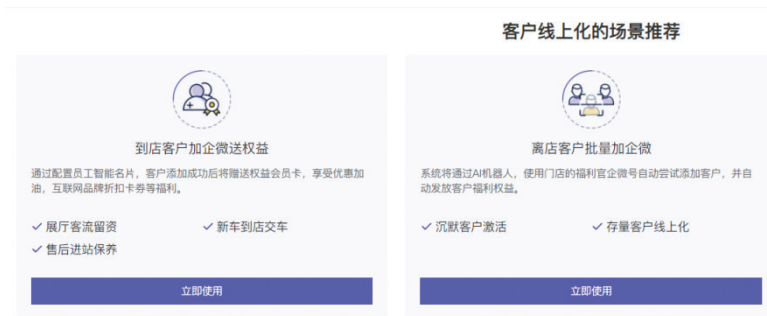 客户线上化的场景推荐
到店客户加企微送权益
通过配置员工智能名片，客户添加成功后将赠送权益会员卡，享受优惠加
油，互联网品牌折扣卡券等福利。
展厅客流留资
新车到店交车
售后进站保养
立即使用
离店客户批量加企微
系统将通过AI机器人，使用门店的福利官企微号自动尝试添加客户，并自
动发放客户福利权益。
沉默客户激活
存量客户线上化
立即使用